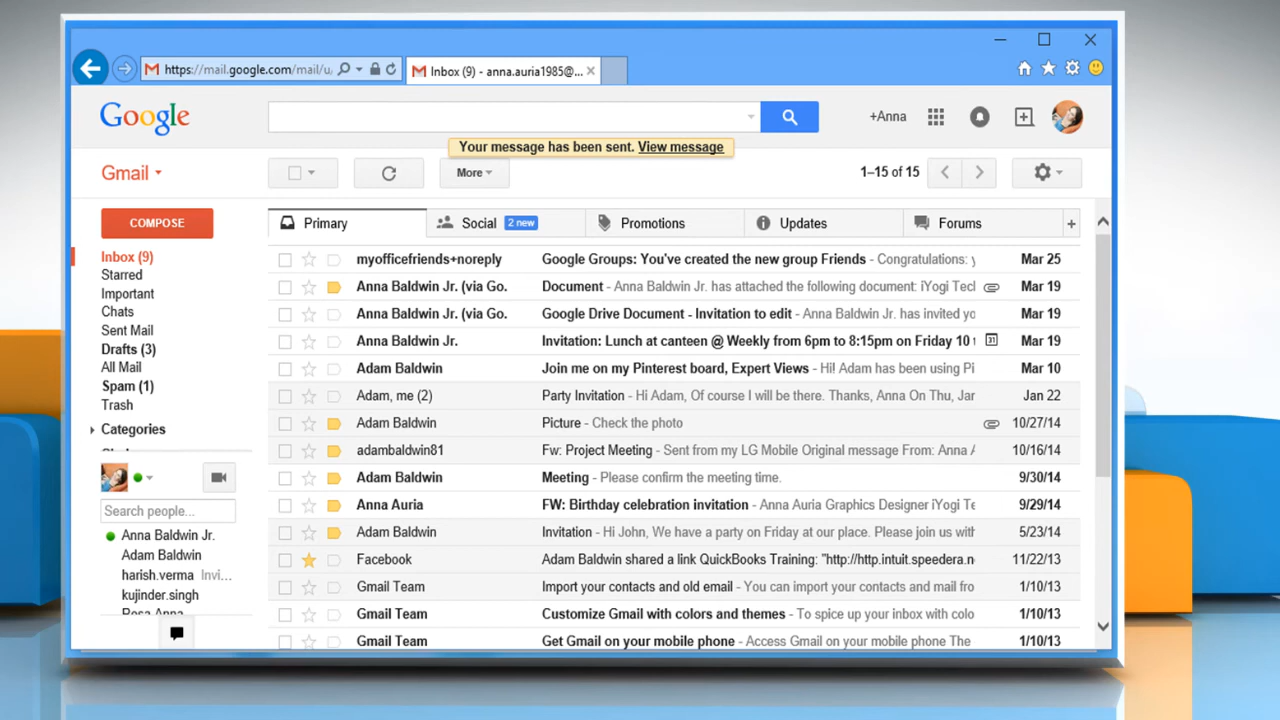 https://mail.google.com/mail/u,
Inbox (9) - anna.auria1985@...
Google
+Anna
Your message has been sent. View message
Gmail
More
1–15 of 15
COMPOSE
Primary
Social 2 new
Promotions
Updates
Forums
+
Inbox (9)
Starred
Important
Chats
Sent Mail
Drafts (3)
All Mail
Spam (1)
Trash
Categories
Search people...
Anna Baldwin Jr.
Adam Baldwin
harish.verma Invi...
kujinder.singh
Rosa Anna
myofficefriends+noreply Google Groups: You've created the new group Friends - Congratulations: Mar 25
Anna Baldwin Jr. (via Go. Document - Anna Baldwin Jr. has attached the following document: iYogi Tecl Mar 19
Anna Baldwin Jr. (via Go. Google Drive Document - Invitation to edit - Anna Baldwin Jr. has invited yo Mar 19
Anna Baldwin Jr. Invitation: Lunch at canteen @ Weekly from 6pm to 8:15pm on Friday 10 31 Mar 19
Adam Baldwin Join me on my Pinterest board, Expert Views - Hi! Adam has been using Pi Mar 10
Adam, me (2) Party Invitation - Hi Adam, Of course I will be there. Thanks, Anna On Thu, Jar Jan 22
Adam Baldwin Picture - Check the photo 10/27/14
adambaldwin81 Fw: Project Meeting - Sent from my LG Mobile Original message From: Anna A 10/16/14
Adam Baldwin Meeting - Please confirm the meeting time. 9/30/14
Anna Auria FW: Birthday celebration invitation - Anna Auria Graphics Designer iYogi Te 9/29/14
Adam Baldwin Invitation - Hi John, We have a party on Friday at our place. Please join us with 5/23/14
Facebook Adam Baldwin shared a link QuickBooks Training: "http://http.intuit.speedera.n 11/22/13
Gmail Team Import your contacts and old email - You can import your contacts and mail from 1/10/13
Gmail Team Customize Gmail with colors and themes - To spice up your inbox with colo 1/10/13
Gmail Team Get Gmail on your mobile phone - Access Gmail on your mobile phone The 1/10/13